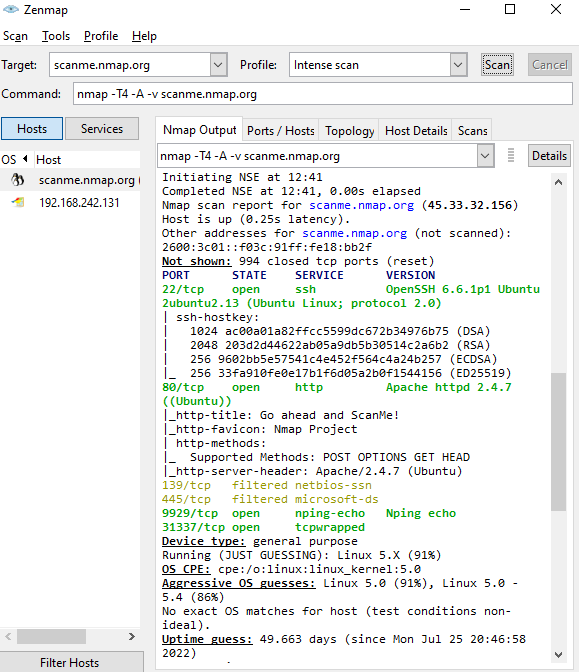 Zenmap
Scan Tools Profile Help
Target: scanme.nmap.org Profile: Intense scan Scan Cancel
Command: nmap -T4 -A -v scanme.nmap.org
Hosts Services
OS Host
scanme.nmap.org (
192.168.242.131
Filter Hosts
Nmap Output Ports / Hosts Topology Host Details Scans
nmap -T4 -A -v scanme.nmap.org Details
Initiating NSE at 12:41
Completed NSE at 12:41, 0.00s elapsed
Nmap scan report for scanme.nmap.org (45.33.32.156)
Host is up (0.25s latency).
Other addresses for scanme.nmap.org (not scanned):
2600:3c01::f03c:91ff:fe18:bb2f
Not shown: 994 closed tcp ports (reset)
PORT STATE SERVICE VERSION
22/tcp open ssh OpenSSH 6.6.1p1 Ubuntu
2ubuntu2.13 (Ubuntu Linux; protocol 2.0)
| ssh-hostkey:
| 1024 ac00a01a82ffcc5599dc672b34976b75 (DSA)
| 2048 203d2d44622ab05a9db5b30514c2a6b2 (RSA)
| 256 9602bb5e57541c4e452f564c4a24b257 (ECDSA)
|_ 256 33fa910fe0e17b1f6d05a2b0f1544156 (ED25519)
80/tcp open http Apache httpd 2.4.7
((Ubuntu))
|_http-title: Go ahead and ScanMe!
|_http-favicon: Nmap Project
| http-methods:
|_ Supported Methods: POST OPTIONS GET HEAD
|_http-server-header: Apache/2.4.7 (Ubuntu)
139/tcp filtered netbios-ssn
445/tcp filtered microsoft-ds
9929/tcp open nping-echo Nping echo
31337/tcp open tcpwrapped
Device type: general purpose
Running (JUST GUESSING): Linux 5.X (91%)
OS CPE: cpe:/o:linux:linux_kernel:5.0
Aggressive OS guesses: Linux 5.0 (91%), Linux 5.0 -
5.4 (86%)
No exact OS matches for host (test conditions non-
ideal).
Uptime guess: 49.663 days (since Mon Jul 25 20:46:58
2022)